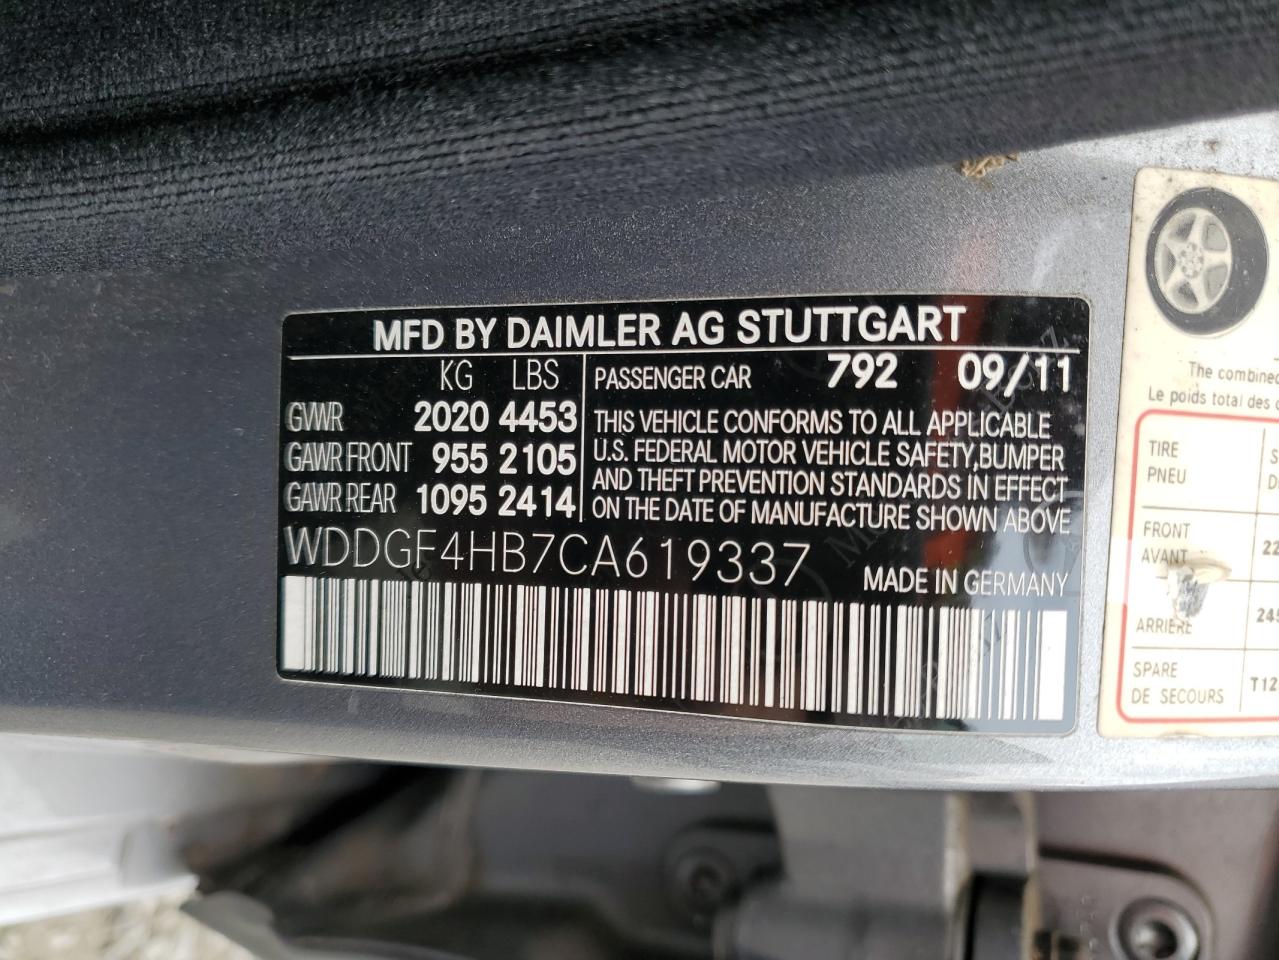 MFD BY DAIMLER AG STUTTGART
KG LBS
GVWR 2020 4453
GAWR FRONT 955 2105
GAWR REAR 1095 2414
PASSENGER CAR 792 09/11
THIS VEHICLE CONFORMS TO ALL APPLICABLE
U.S. FEDERAL MOTOR VEHICLE SAFETY,BUMPER
AND THEFT PREVENTION STANDARDS IN EFFECT
ON THE DATE OF MANUFACTURE SHOWN ABOVE
WDDGF4HB7CA619337
MADE IN GERMANY
The combined
Le poids total des
TIRE
PNEU
FRONT
AVANT
ARRIÈRE
SPARE
DE SECOURS